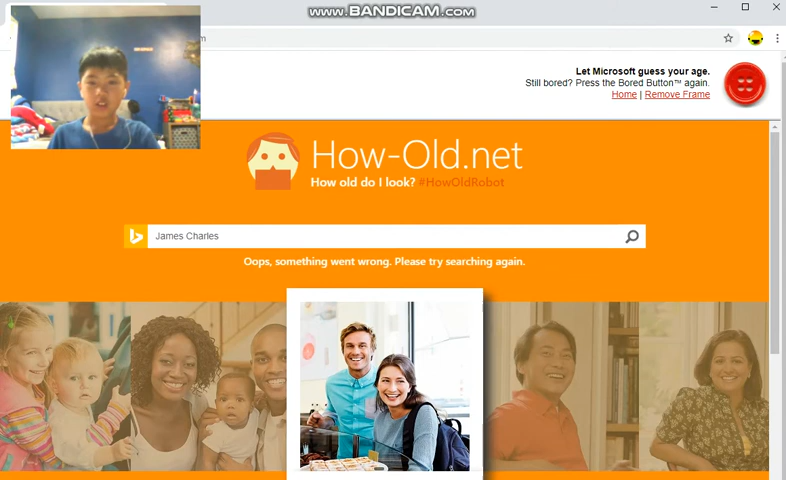 WWW.BANDICAM.COM
m
Let Microsoft guess your age.
Still bored? Press the Bored Button™ again.
Home | Remove Frame
How-Old.net
How old do I look? #HowOldRobot
James Charles
Oops, something went wrong. Please try searching again.